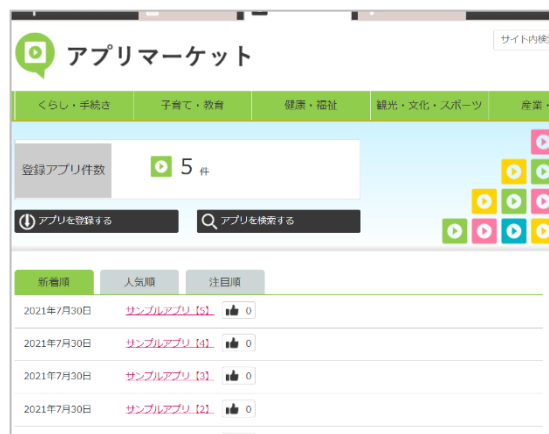 アプリマーケット
サイト内検
くらし・手続き 子育て・教育 健康・福祉 観光・文化・スポーツ 産業・
登録アプリ件数 5 件
アプリを登録する アプリを検索する
新着順 人気順 注目順
2021年7月30日 サンプルアプリ【5】 0
2021年7月30日 サンプルアプリ【4】 0
2021年7月30日 サンプルアプリ【3】 0
2021年7月30日 サンプルアプリ【2】 0